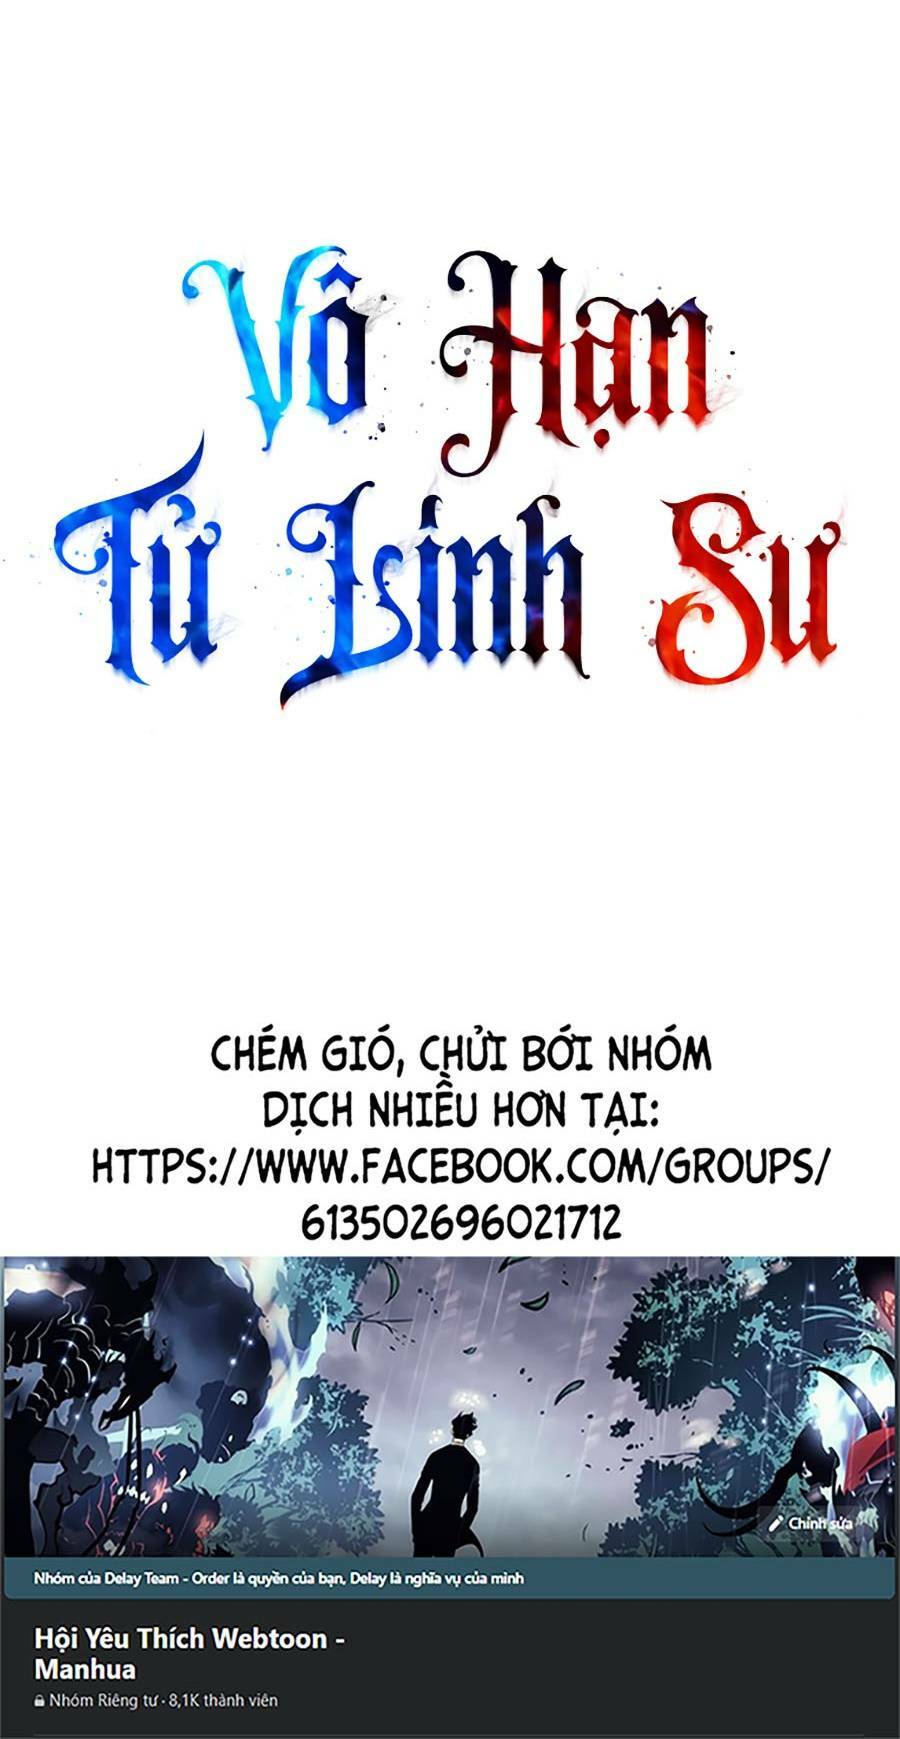 Vô Hạn
Tử Linh Sư
CHÉM GIÓ, CHỬI BỚI NHÓM
DỊCH NHIỀU HƠN TẠI:
HTTPS://WWW.FACEBOOK.COM/GROUPS/
613502696021712
Chỉnh sửa
Nhóm của Delay Team - Order là quyền của bạn, Delay là nghĩa vụ của mình
Hội Yêu Thích Webtoon -
Manhua
Nhóm Riêng tư · 8,1K thành viên